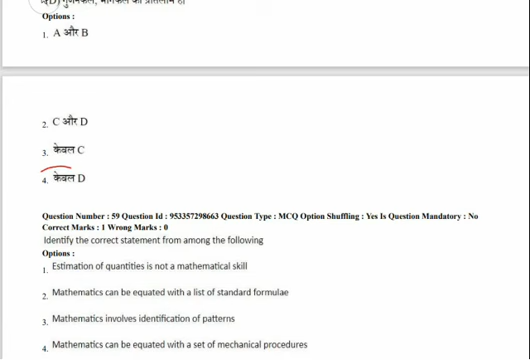 Options :
1. A और B
2. C और D
3. केवल C
4. केवल D
Question Number : 59 Question Id : 953357298663 Question Type : MCQ Option Shuffling : Yes Is Question Mandatory : No
Correct Marks : 1 Wrong Marks : 0
Identify the correct statement from among the following
Options :
1. Estimation of quantities is not a mathematical skill
2. Mathematics can be equated with a list of standard formulae
3. Mathematics involves identification of patterns
4. Mathematics can be equated with a set of mechanical procedures